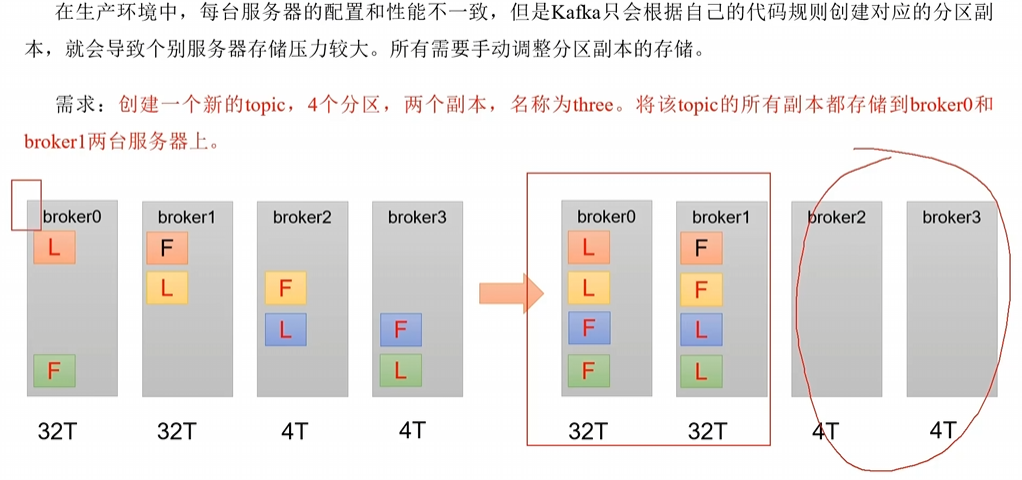 在生产环境中，每台服务器的配置和性能不一致，但是Kafka只会根据自己的代码规则创建对应的分区副
本，就会导致个别服务器存储压力较大。所有需要手动调整分区副本的存储。
需求：创建一个新的topic，4个分区，两个副本，名称为three。将该topic的所有副本都存储到broker0和
broker1两台服务器上。
broker0 broker1 broker2 broker3 broker0 broker1 broker2 broker3
L F L F
L F L F
L F F L
F L F L
32T 32T 4T 4T 32T 32T 4T 4T